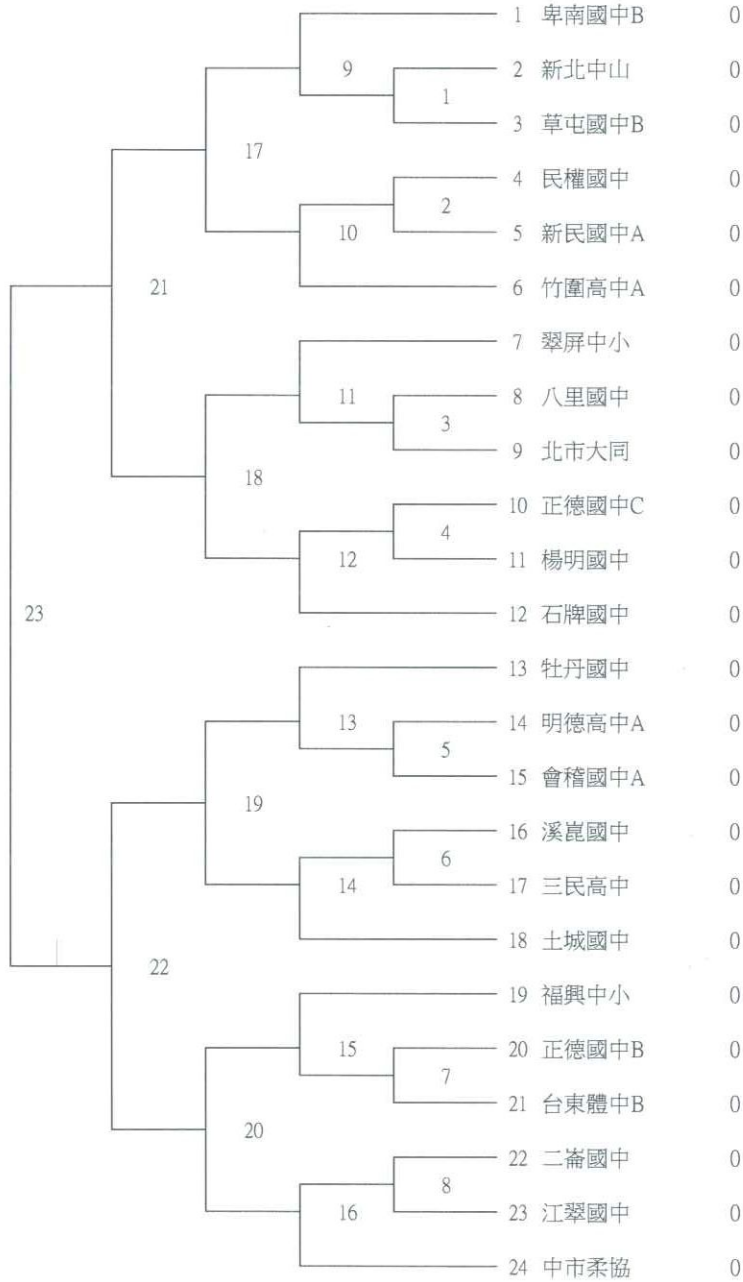 1 卑南國中B 0
9 2 新北中山 0
1
3 草屯國中B 0
17
4 民權國中 0
2
10 5 新民國中A 0
21 6 竹圍高中A 0
7 翠屏中小 0
11 8 八里國中 0
3
9 北市大同 0
18
10 正德國中C 0
4
12 11 楊明國中 0
23 12 石牌國中 0
13 牡丹國中 0
13 14 明德高中A 0
5
15 會稽國中A 0
19
16 溪崑國中 0
6
14 17 三民高中 0
18 土城國中 0
22
19 福興中小 0
15 20 正德國中B 0
7
21 台東體中B 0
20
22 二崙國中 0
8
16 23 江翠國中 0
24 中市柔協 0